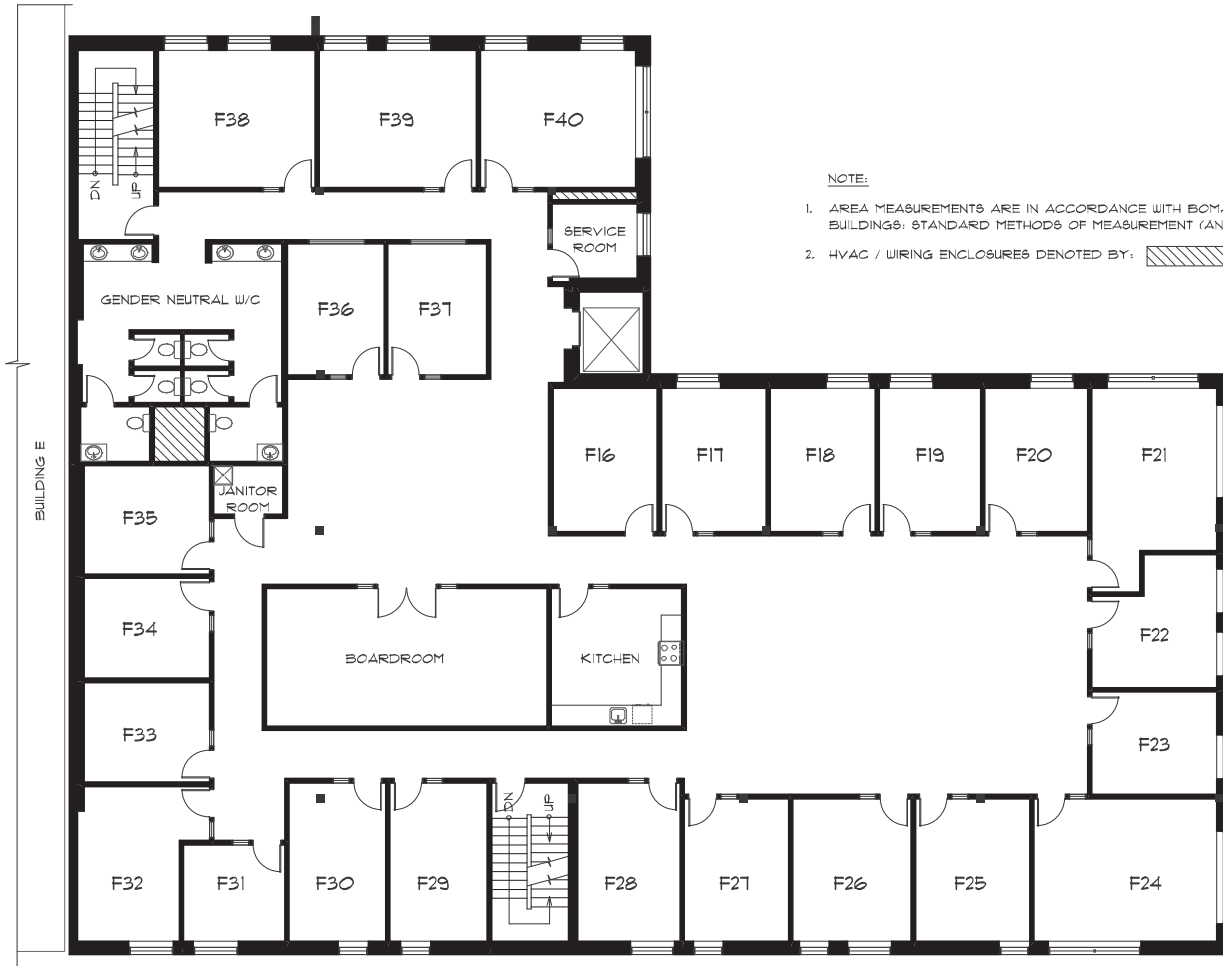 F38
F39
F40
DN
UP
NOTE:
1. AREA MEASUREMENTS ARE IN ACCORDANCE WITH
BUILDINGS: STANDARD METHODS OF MEASUREMENT
2. HVAC / WIRING ENCLOSURES DENOTED BY:
SERVICE
ROOM
GENDER NEUTRAL W/C
F36
F37
BUILDING E
F16
F17
F18
F19
F20
F21
JANITOR
ROOM
F35
F34
F22
BOARDROOM
KITCHEN
F33
F23
DN
UP
F32
F31
F30
F29
F28
F27
F26
F25
F24